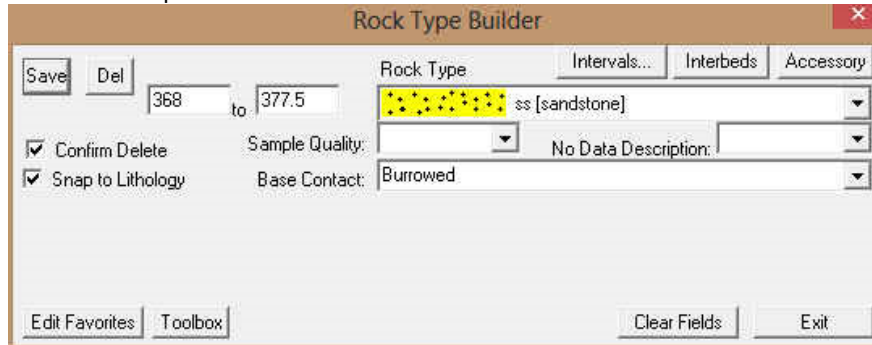 Rock Type Builder
Save Del Rock Type Intervals... Interbeds Accessory
368 to 377.5 ss [sandstone]
Confirm Delete Sample Quality: No Data Description:
Snap to Lithology Base Contact: Burrowed
Edit Favorites Toolbox Clear Fields Exit